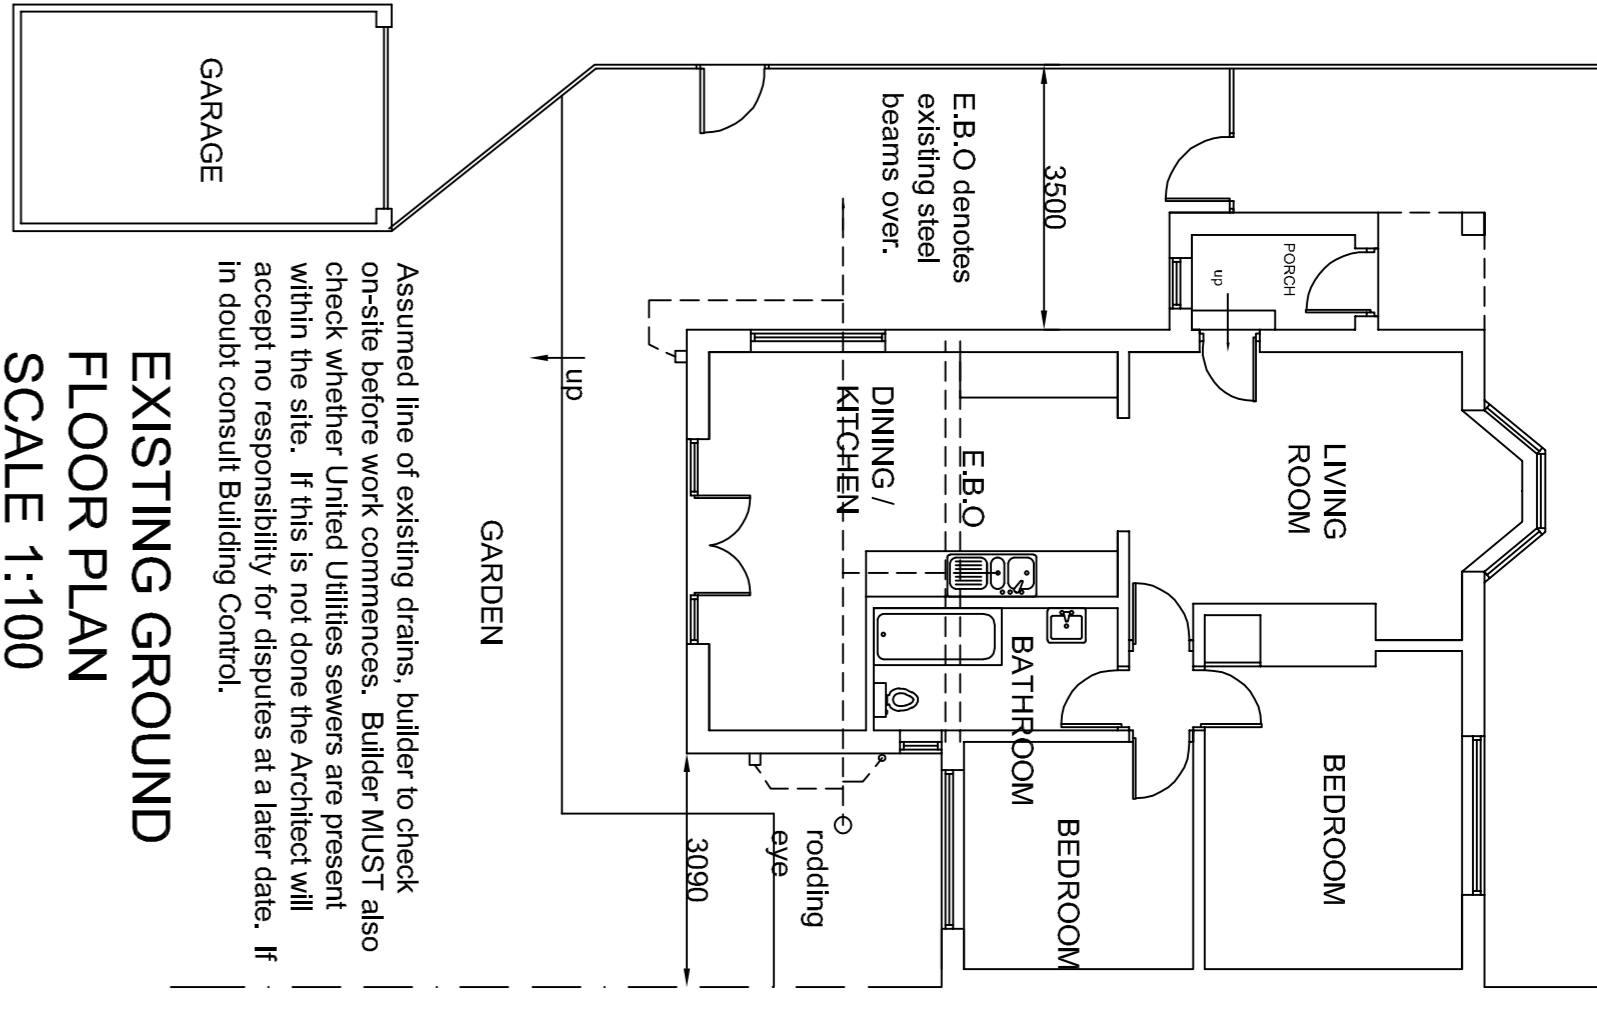 GARAGE
E.B.O denotes
existing steel
beams over.
3500
PORCH
up
LIVING
ROOM
DINING /
KITCHEN
E.B.O
BATHROOM
BEDROOM
BEDROOM
up
GARDEN
rodding
eye
3090
Assumed line of existing drains, builder to check
on-site before work commences. Builder MUST also
check whether United Utilities sewers are present
within the site. If this is not done the Architect will
accept no responsibility for disputes at a later date. If
in doubt consult Building Control.
EXISTING GROUND
FLOOR PLAN
SCALE 1:100